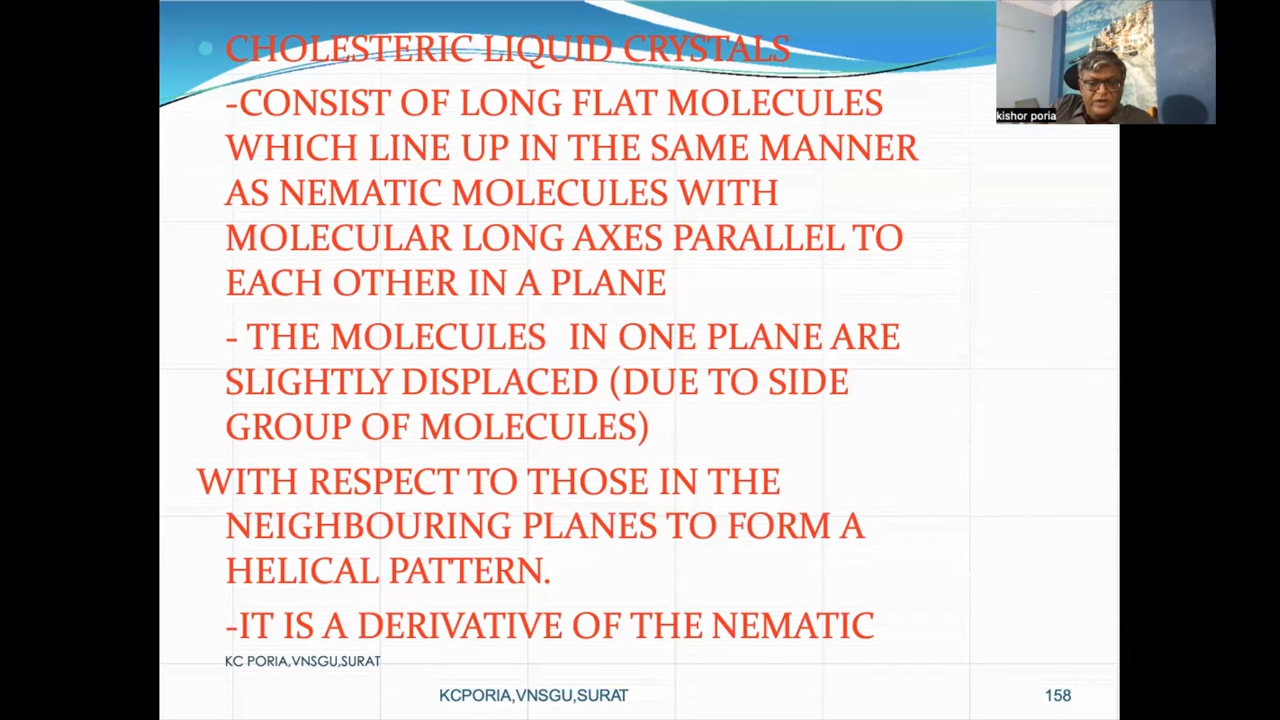 CHOLESTERIC LIQUID CRYSTALS
-CONSIST OF LONG FLAT MOLECULES
WHICH LINE UP IN THE SAME MANNER
AS NEMATIC MOLECULES WITH
MOLECULAR LONG AXES PARALLEL TO
EACH OTHER IN A PLANE
- THE MOLECULES IN ONE PLANE ARE
SLIGHTLY DISPLACED (DUE TO SIDE
GROUP OF MOLECULES)
WITH RESPECT TO THOSE IN THE
NEIGHBOURING PLANES TO FORM A
HELICAL PATTERN.
-IT IS A DERIVATIVE OF THE NEMATIC
KC PORIA,VNSGU,SURAT
KCPORIA,VNSGU,SURAT
158
kishor poria